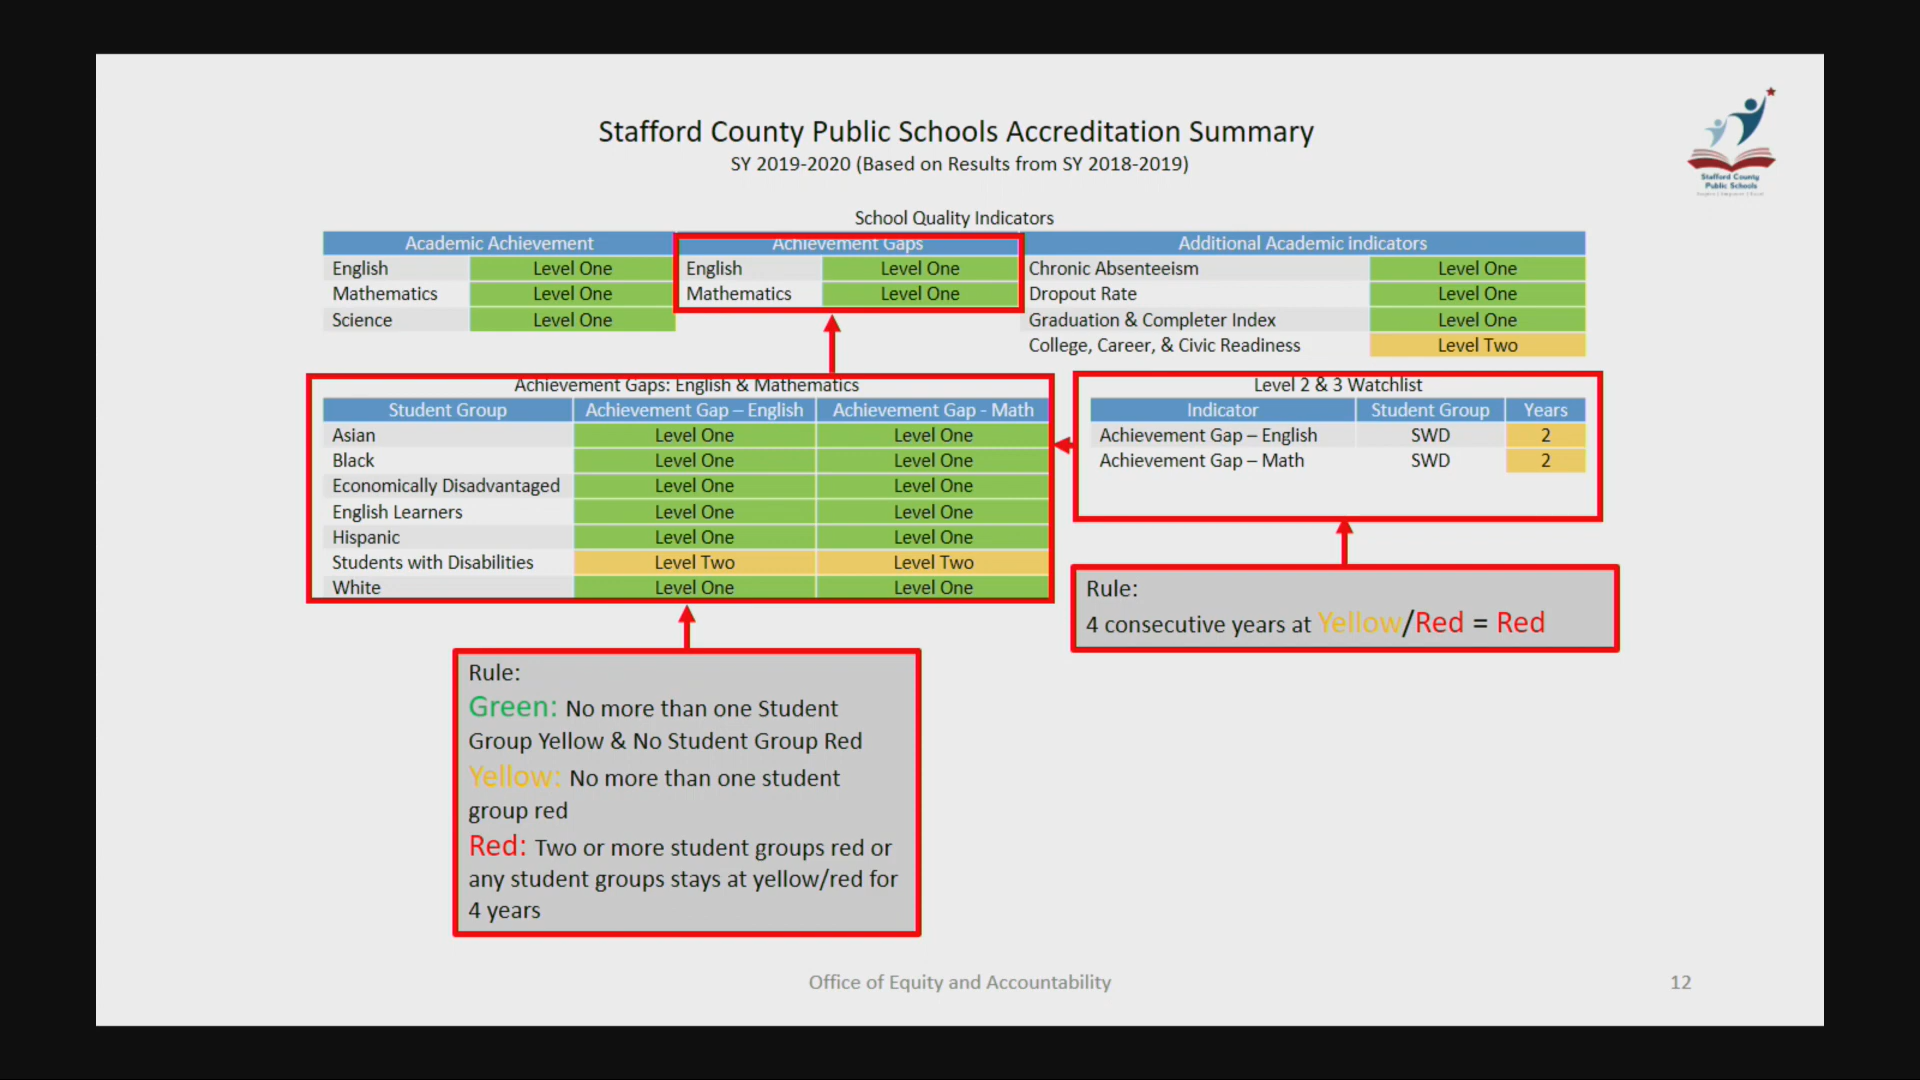 Stafford County Public Schools Accreditation Summary
SY 2019-2020 (Based on Results from SY 2018-2019)
Stafford County
Public Schools
School Quality Indicators
Academic Achievement
English Level One
Mathematics Level One
Science Level One
Achievement Gaps
English Level One
Mathematics Level One
Additional Academic indicators
Chronic Absenteeism Level One
Dropout Rate Level One
Graduation & Completer Index Level One
College, Career, & Civic Readiness Level Two
Achievement Gaps: English & Mathematics
Student Group Achievement Gap – English Achievement Gap - Math
Asian Level One Level One
Black Level One Level One
Economically Disadvantaged Level One Level One
English Learners Level One Level One
Hispanic Level One Level One
Students with Disabilities Level Two Level Two
White Level One Level One
Level 2 & 3 Watchlist
Indicator Student Group Years
Achievement Gap – English SWD 2
Achievement Gap – Math SWD 2
Rule:
4 consecutive years at Yellow/Red = Red
Rule:
Green: No more than one Student
Group Yellow & No Student Group Red
Yellow: No more than one student
group red
Red: Two or more student groups red or
any student groups stays at yellow/red for
4 years
Office of Equity and Accountability
12